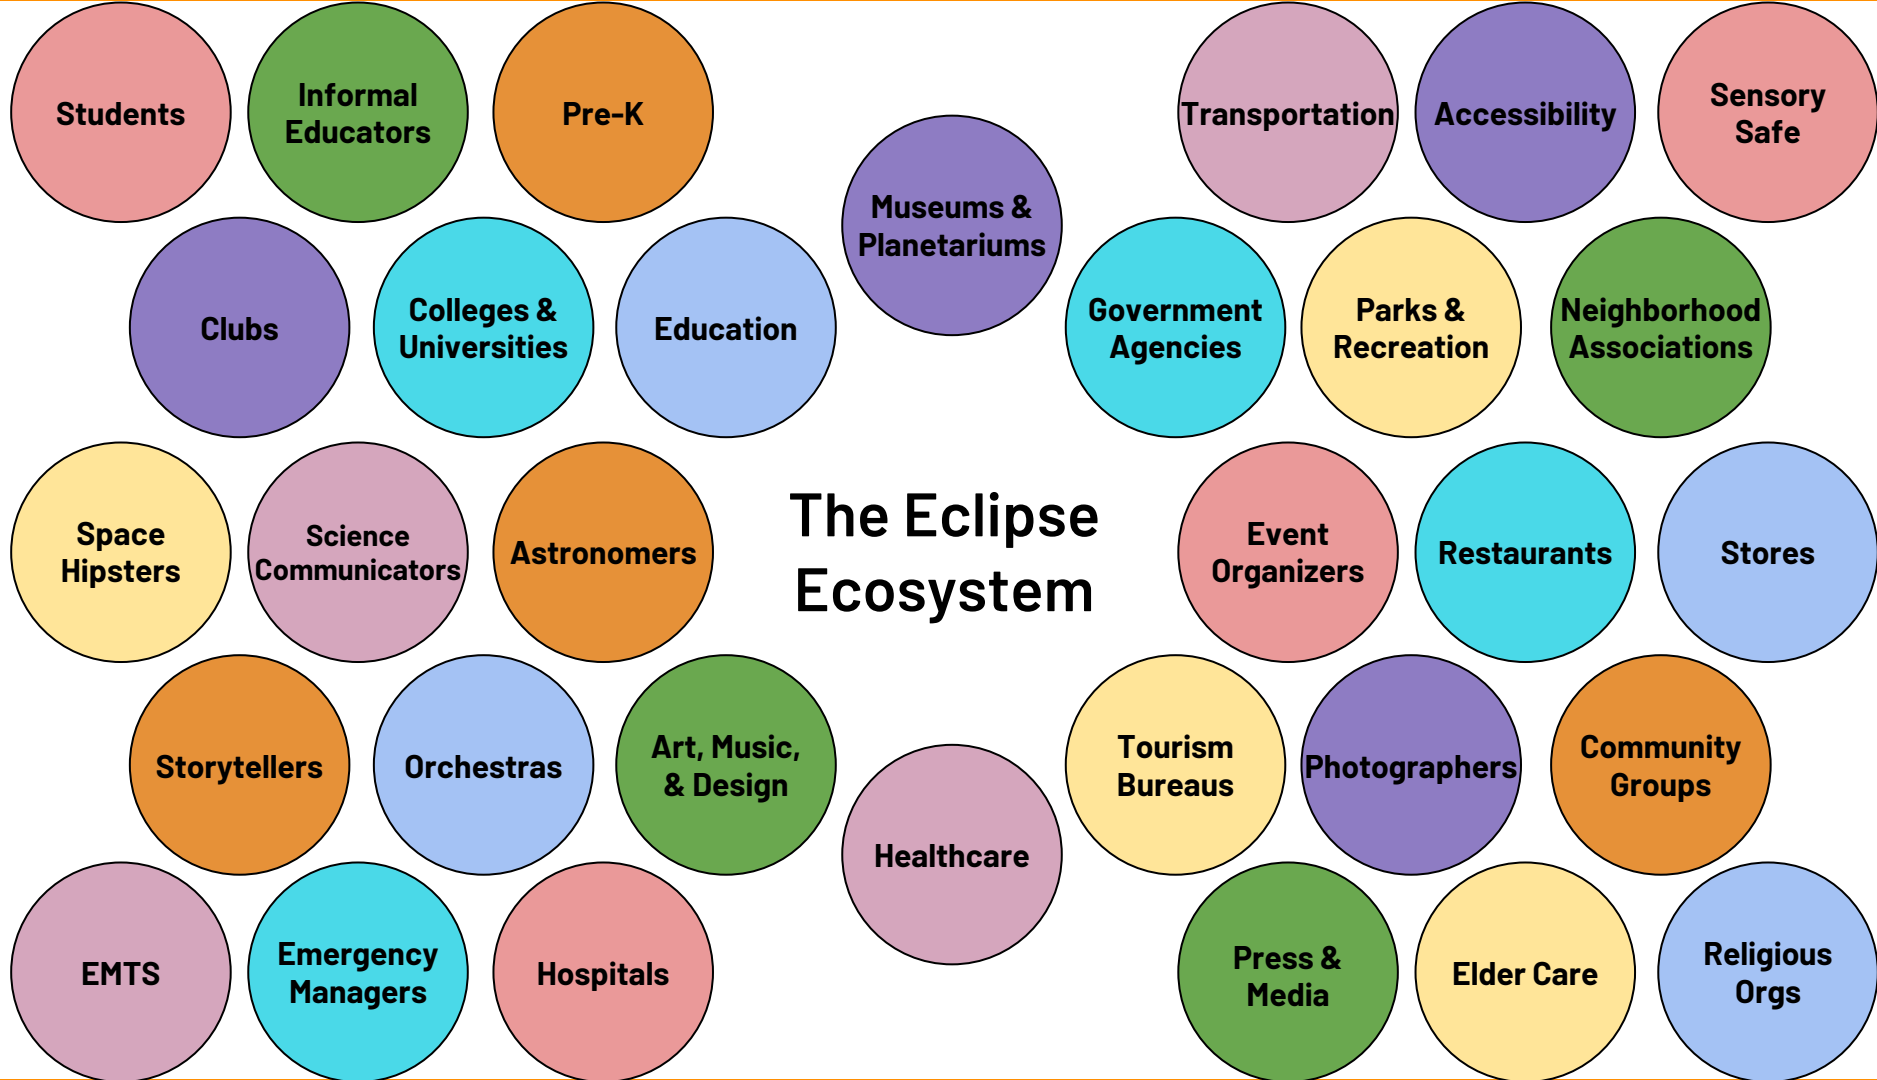 Students
Informal
Educators
Pre-K
Transportation
Accessibility
Sensory
Safe
Museums &
Planetariums
Clubs
Colleges &
Universities
Education
Government
Agencies
Parks &
Recreation
Neighborhood
Associations
Space
Hipsters
Science
Communicators
Astronomers
The Eclipse
Ecosystem
Event
Organizers
Restaurants
Stores
Storytellers
Orchestras
Art, Music,
& Design
Healthcare
Tourism
Bureaus
Photographers
Community
Groups
EMTS
Emergency
Managers
Hospitals
Press &
Media
Elder Care
Religious
Orgs